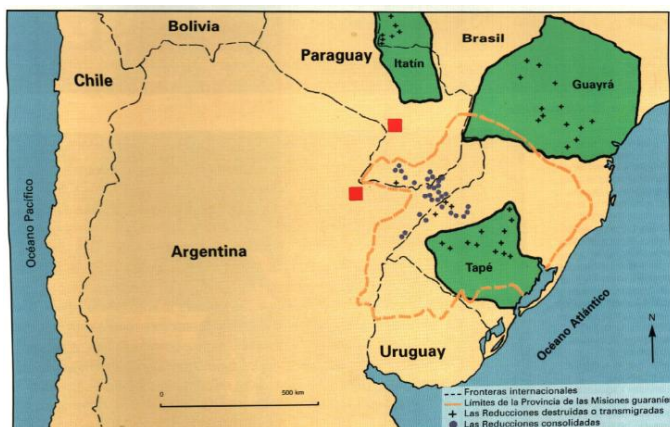 Bolivia
Brasil
Paraguay
Itatín
Chile
Guayrá
Océano Pacífico
Argentina
Tapé
Océano Atlántico
N
Uruguay
0
500 km
Fronteras internacionales
Límites de la Provincia de las Misiones guaraníe
Las Reducciones destruidas o transmigradas
Las Reducciones consolidadas